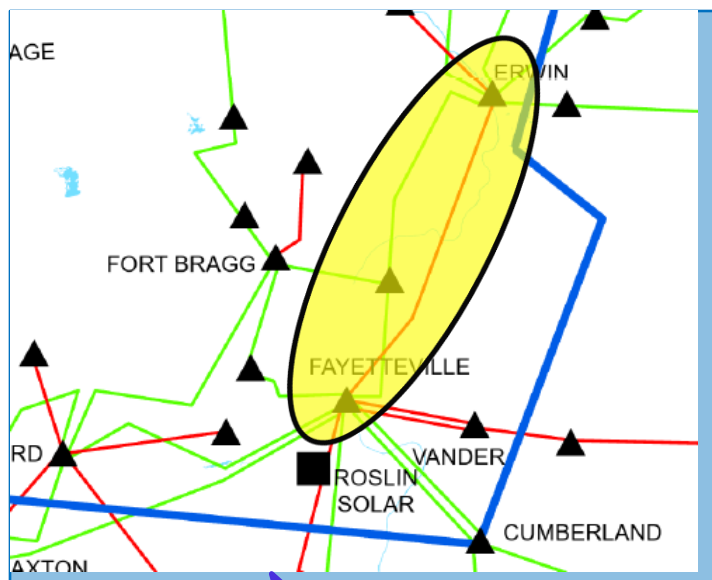 AGE
ERWIN
FORT BRAGG
FAYETTEVILLE
RD
VANDER
ROSLIN
SOLAR
CUMBERLAND
AXTON